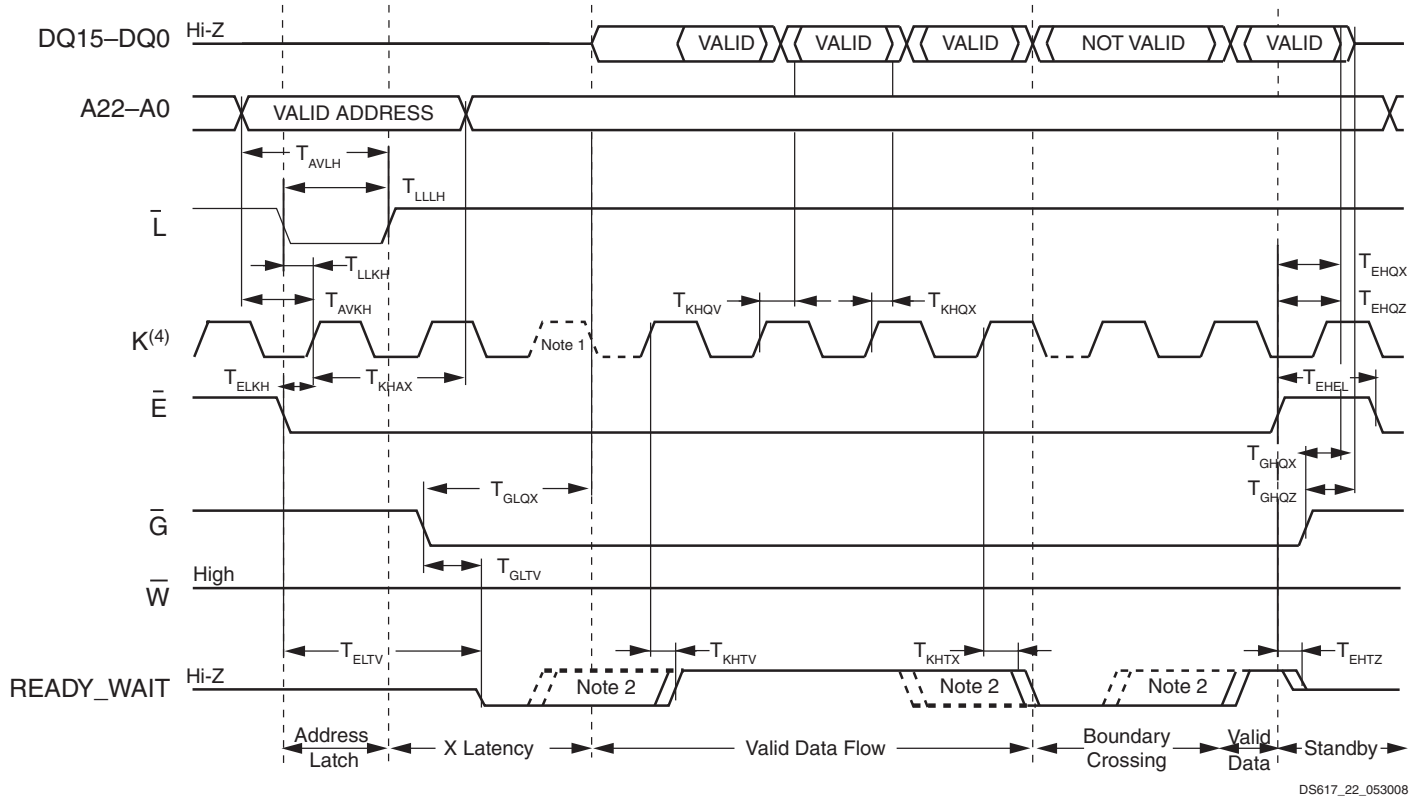 DQ15–DQ0 Hi-Z VALID VALID VALID NOT VALID VALID
A22–A0 VALID ADDRESS
TAVLH
TLLLH
L
TLLKH TEHQX
TAVKH TKHQV TKHQX TEHQZ
K(4) Note 1
TELKH TKHAX TEHEL
E
TGHQX
TGLQX TGHQZ
G
TGLTV
High
W
TELTV TKHTV TKHTX TEHTZ
READY_WAIT Hi-Z Note 2 Note 2 Note 2
Address Latch X Latency Valid Data Flow Boundary Crossing Valid Data Standby
DS617_22_053008